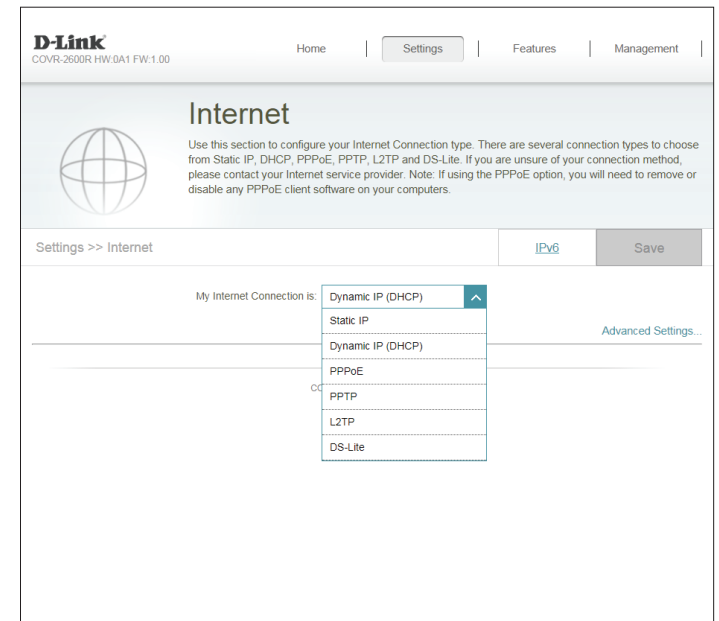 D-Link
COVR-2600R HW:0A1 FW:1.00
Home
Settings
Features
Management
Internet
Use this section to configure your Internet Connection type. There are several connection types to choose
from Static IP, DHCP, PPPoE, PPTP, L2TP and DS-Lite. If you are unsure of your connection method,
please contact your Internet service provider. Note: If using the PPPoE option, you will need to remove or
disable any PPPoE client software on your computers.
Settings >> Internet
IPv6
Save
My Internet Connection is:
Dynamic IP (DHCP)
Static IP
Dynamic IP (DHCP)
PPPoE
PPTP
L2TP
DS-Lite
Advanced Settings...